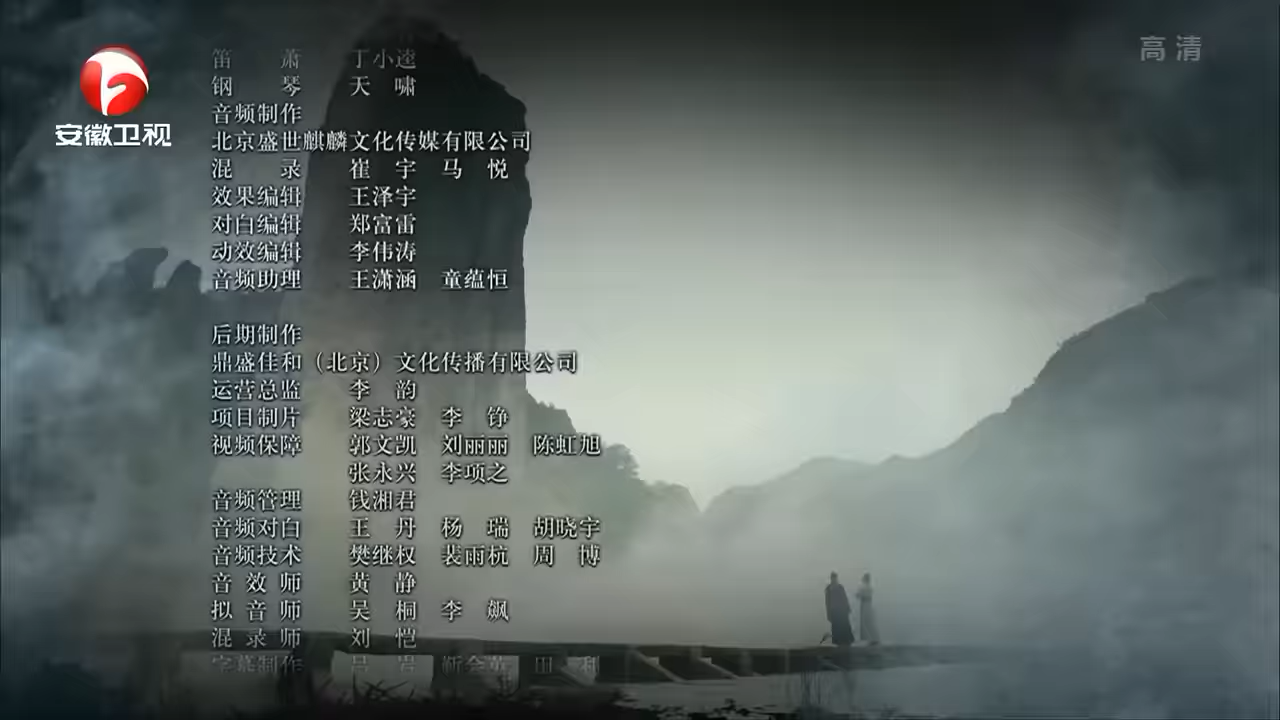 高清
安徽卫视
笛 萧 丁小逵
钢 琴 天 啸
音频制作
北京盛世麒麟文化传媒有限公司
混 录 崔 宇 马 悦
效果编辑 王泽宇
对白编辑 郑富雷
动效编辑 李伟涛
音频助理 王潇涵 童蕴恒
后期制作
鼎盛佳和（北京）文化传播有限公司
运营总监 李 韵
项目制片 梁志豪 李 铮
视频保障 郭文凯 刘丽丽 陈虹旭
张永兴 李项之
音频管理 钱湘君
音频对白 王 丹 杨 瑞 胡晓宇
音频技术 樊继权 裴雨杭 周 博
音 效 师 黄 静
拟 音 师 吴 桐 李 飙
混 录 师 刘 恺
字幕制作